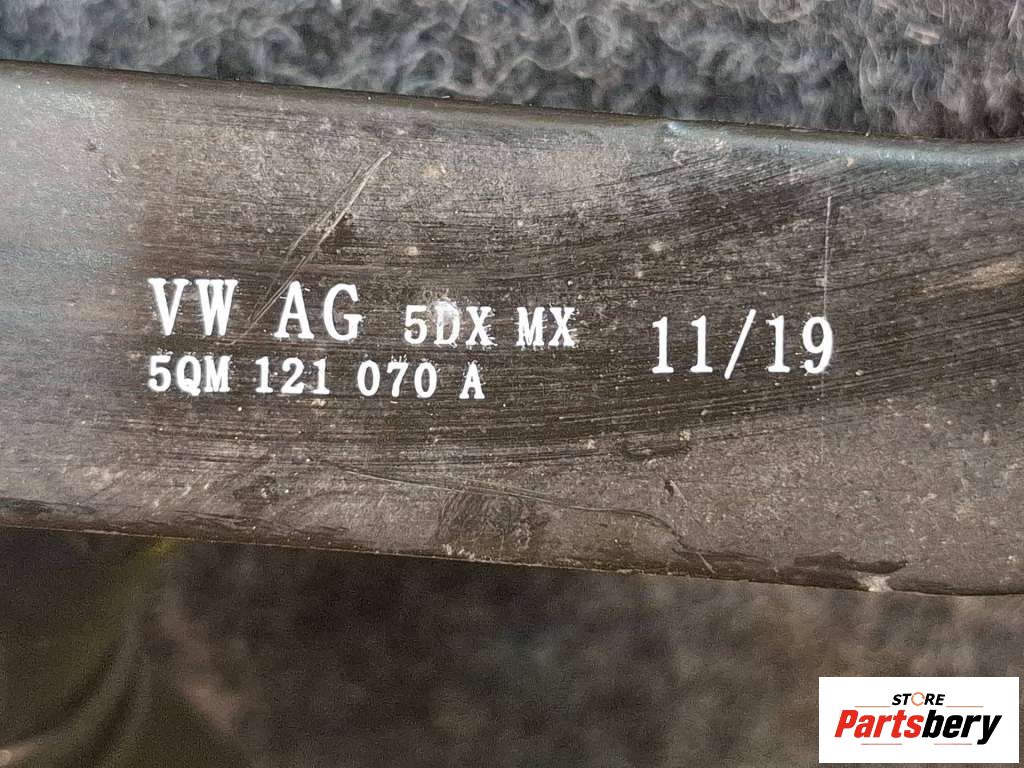 VW AG 5DX MX 11/19
5QM 121 070 A
STORE
Partsbery